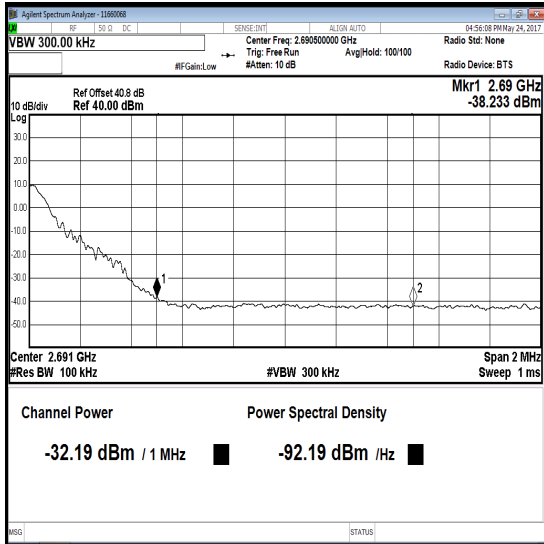 Agilent Spectrum Analyzer - 11660068
RF 50 Ω DC SENSE:INT ALIGN AUTO 04:56:08 PM May 24, 2017
VBW 300.00 kHz
Center Freq: 2.690500000 GHz Radio Std: None
Trig: Free Run Avg|Hold: 100/100
#IFGain:Low #Atten: 10 dB Radio Device: BTS
Mkr1 2.69 GHz
-38.233 dBm
Ref Offset 40.8 dB
10 dB/div Ref 40.00 dBm
Log
30.0
20.0
10.0
0.00
-10.0
-20.0
-30.0
1
2
-40.0
-50.0
Center 2.691 GHz Span 2 MHz
#Res BW 100 kHz #VBW 300 kHz Sweep 1 ms
Channel Power Power Spectral Density
-32.19 dBm / 1 MHz -92.19 dBm /Hz
MSG STATUS